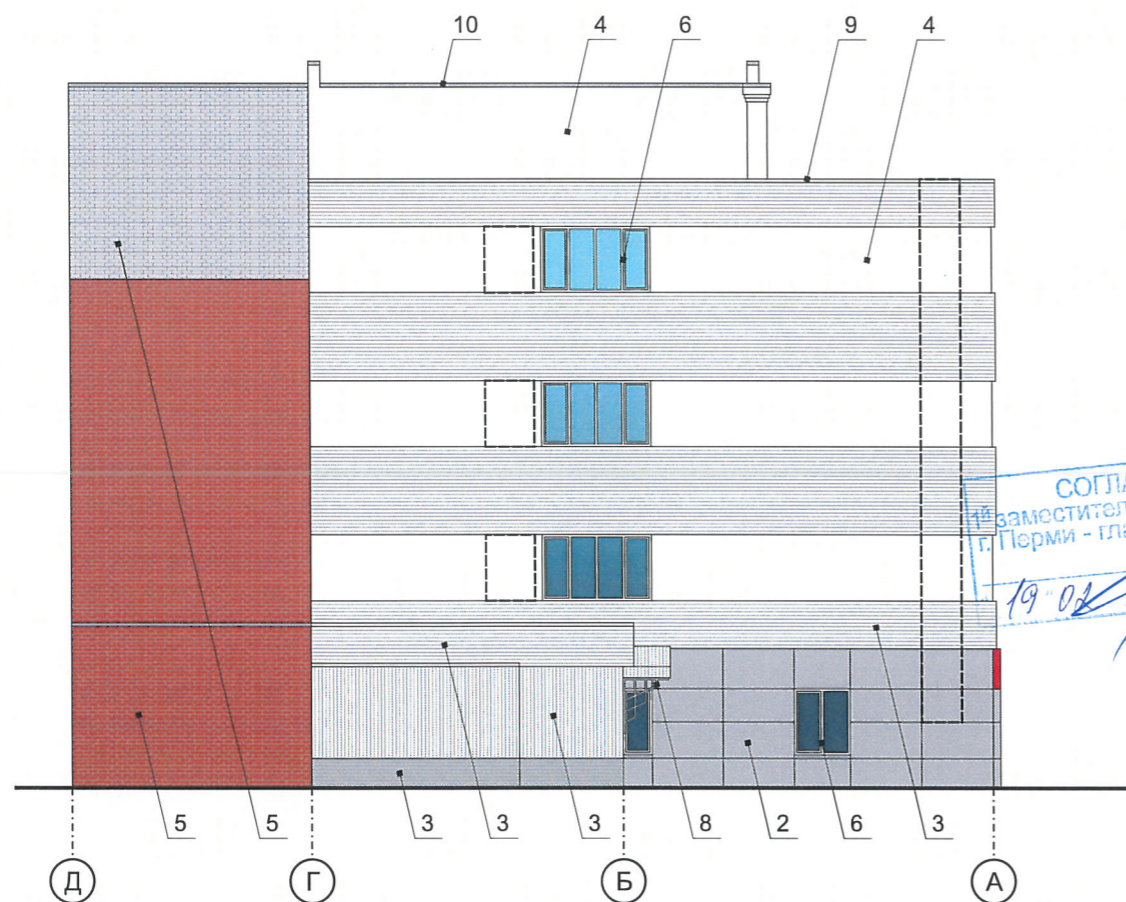 10 4 6 9 4
СОГЛА
1й заместител
г. Перми - гла
" 19 "
5 5 3 3 3 8 2 6 3
Д Г Б А